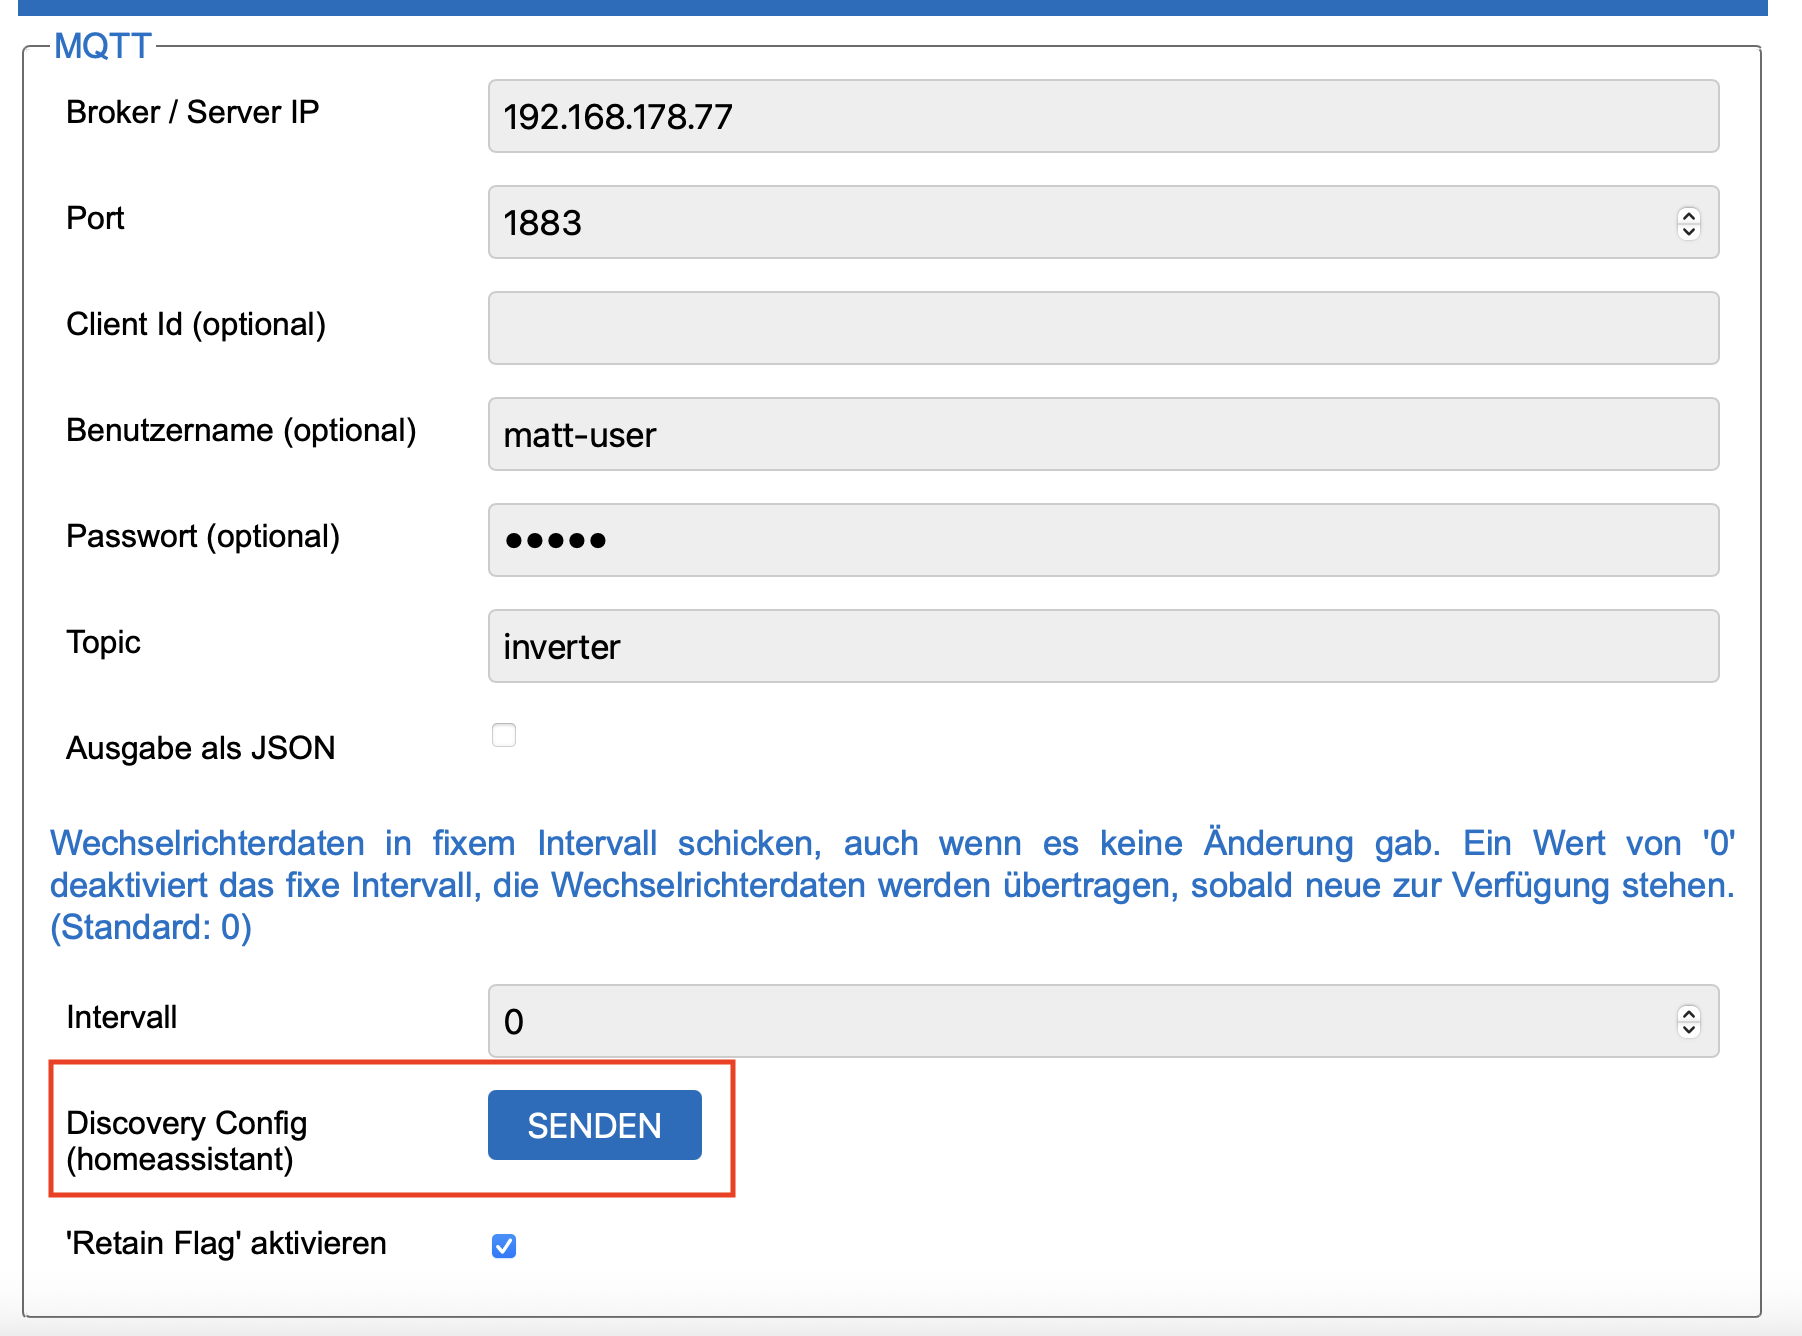 MQTT
Broker / Server IP
192.168.178.77
Port
1883
Client Id (optional)
Benutzername (optional)
matt-user
Passwort (optional)
•••••
Topic
inverter
Ausgabe als JSON
Wechselrichterdaten in fixem Intervall schicken, auch wenn es keine Änderung gab. Ein Wert von '0'
deaktiviert das fixe Intervall, die Wechselrichterdaten werden übertragen, sobald neue zur Verfügung stehen.
(Standard: 0)
Intervall
0
Discovery Config
(homeassistant)
SENDEN
'Retain Flag' aktivieren